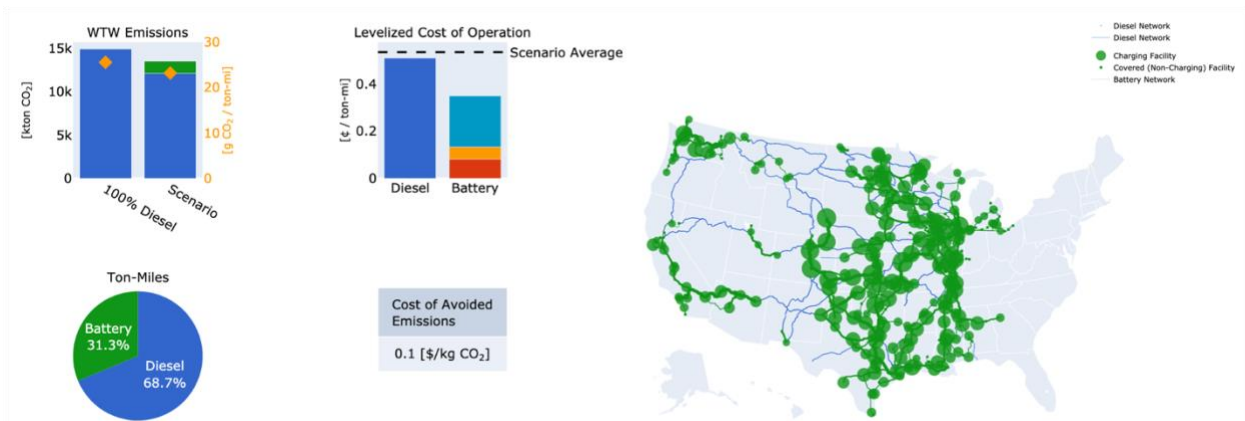 WTW Emissions
15k
10k
5k
0
[kton CO₂]
30
20
10
0
[g CO₂ / ton-mi]
100% Diesel
Scenario
Levelized Cost of Operation
Scenario Average
0.4
0.2
0
[¢ / ton-mi]
Diesel
Battery
Diesel Network
Diesel Network
Charging Facility
Covered (Non-Charging) Facility
Battery Network
Ton-Miles
Battery
31.3%
Diesel
68.7%
Cost of Avoided
Emissions
0.1 [$/kg CO₂]